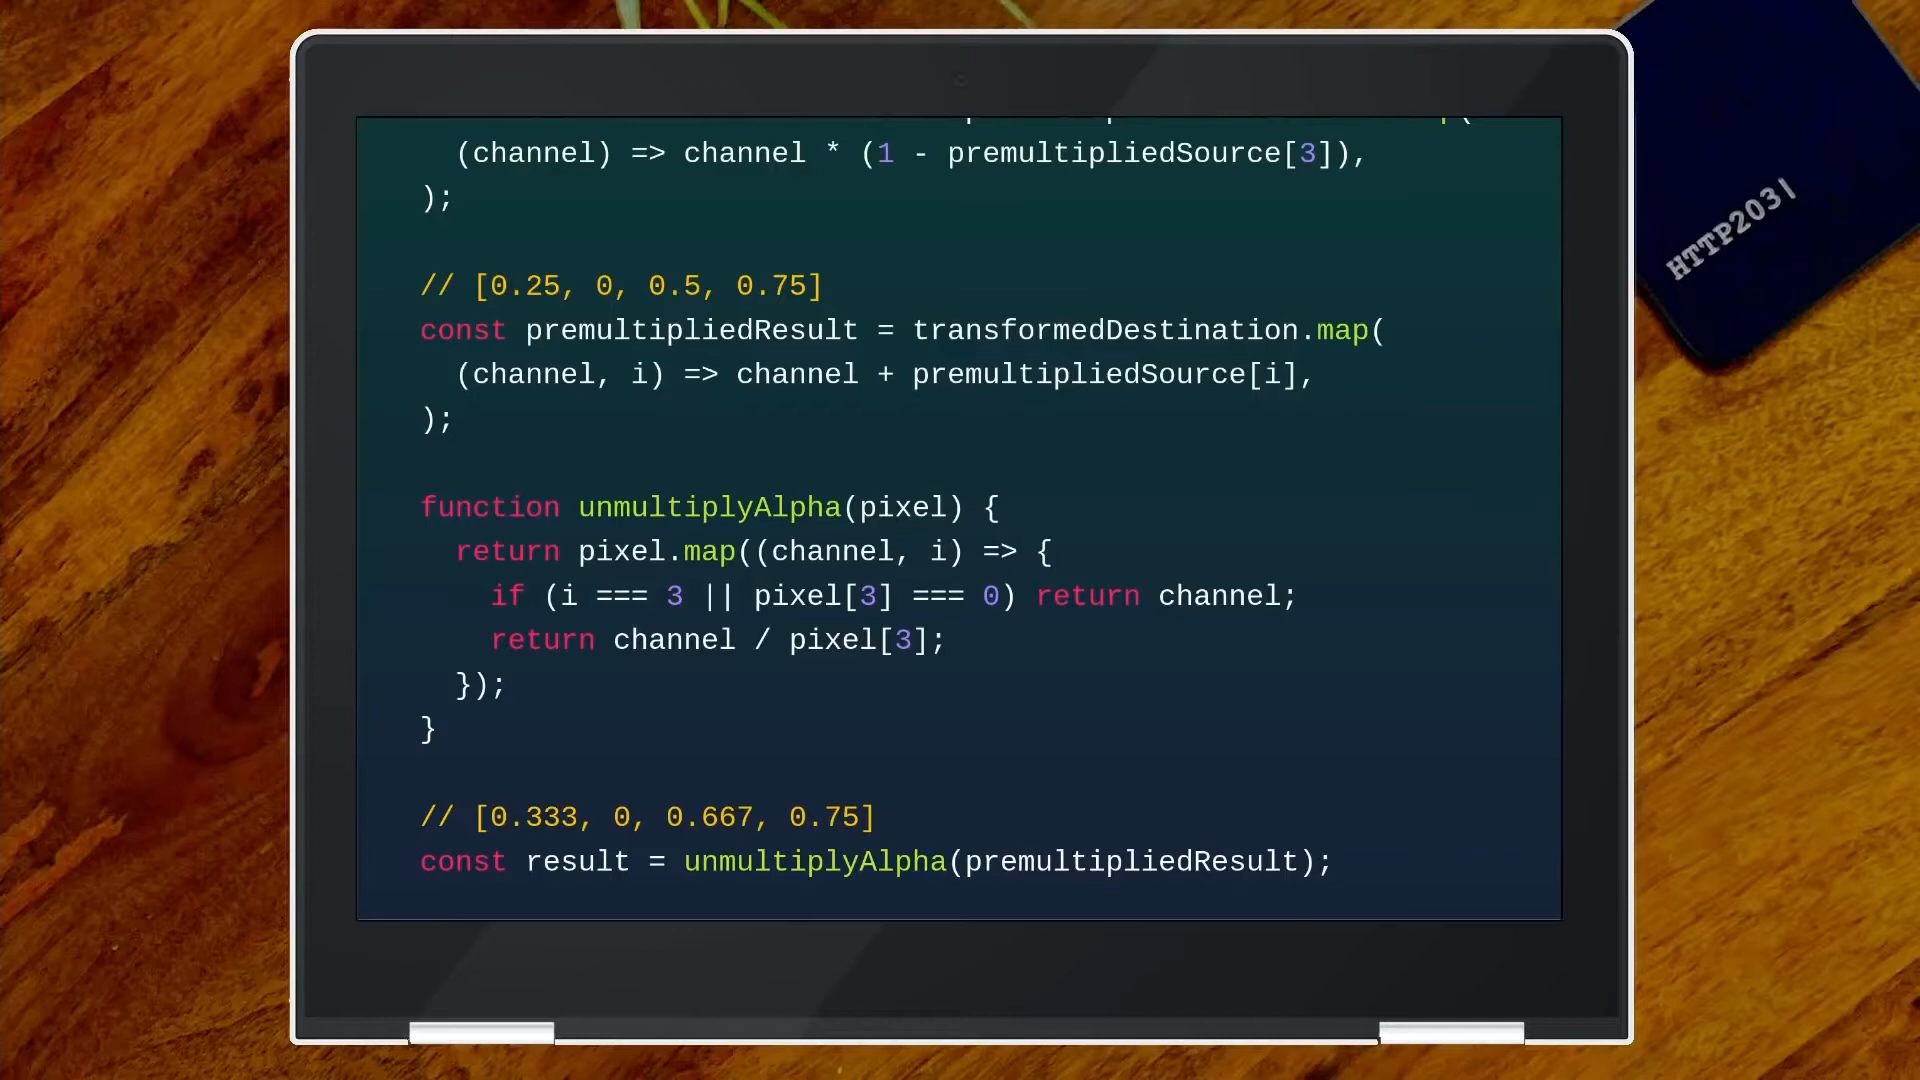 (channel) => channel * (1 - premultipliedSource[3]),
);
// [0.25, 0, 0.5, 0.75]
const premultipliedResult = transformedDestination.map(
(channel, i) => channel + premultipliedSource[i],
);
function unmultiplyAlpha(pixel) {
return pixel.map((channel, i) => {
if (i === 3 || pixel[3] === 0) return channel;
return channel / pixel[3];
});
}
// [0.333, 0, 0.667, 0.75]
const result = unmultiplyAlpha(premultipliedResult);
HTTP203|